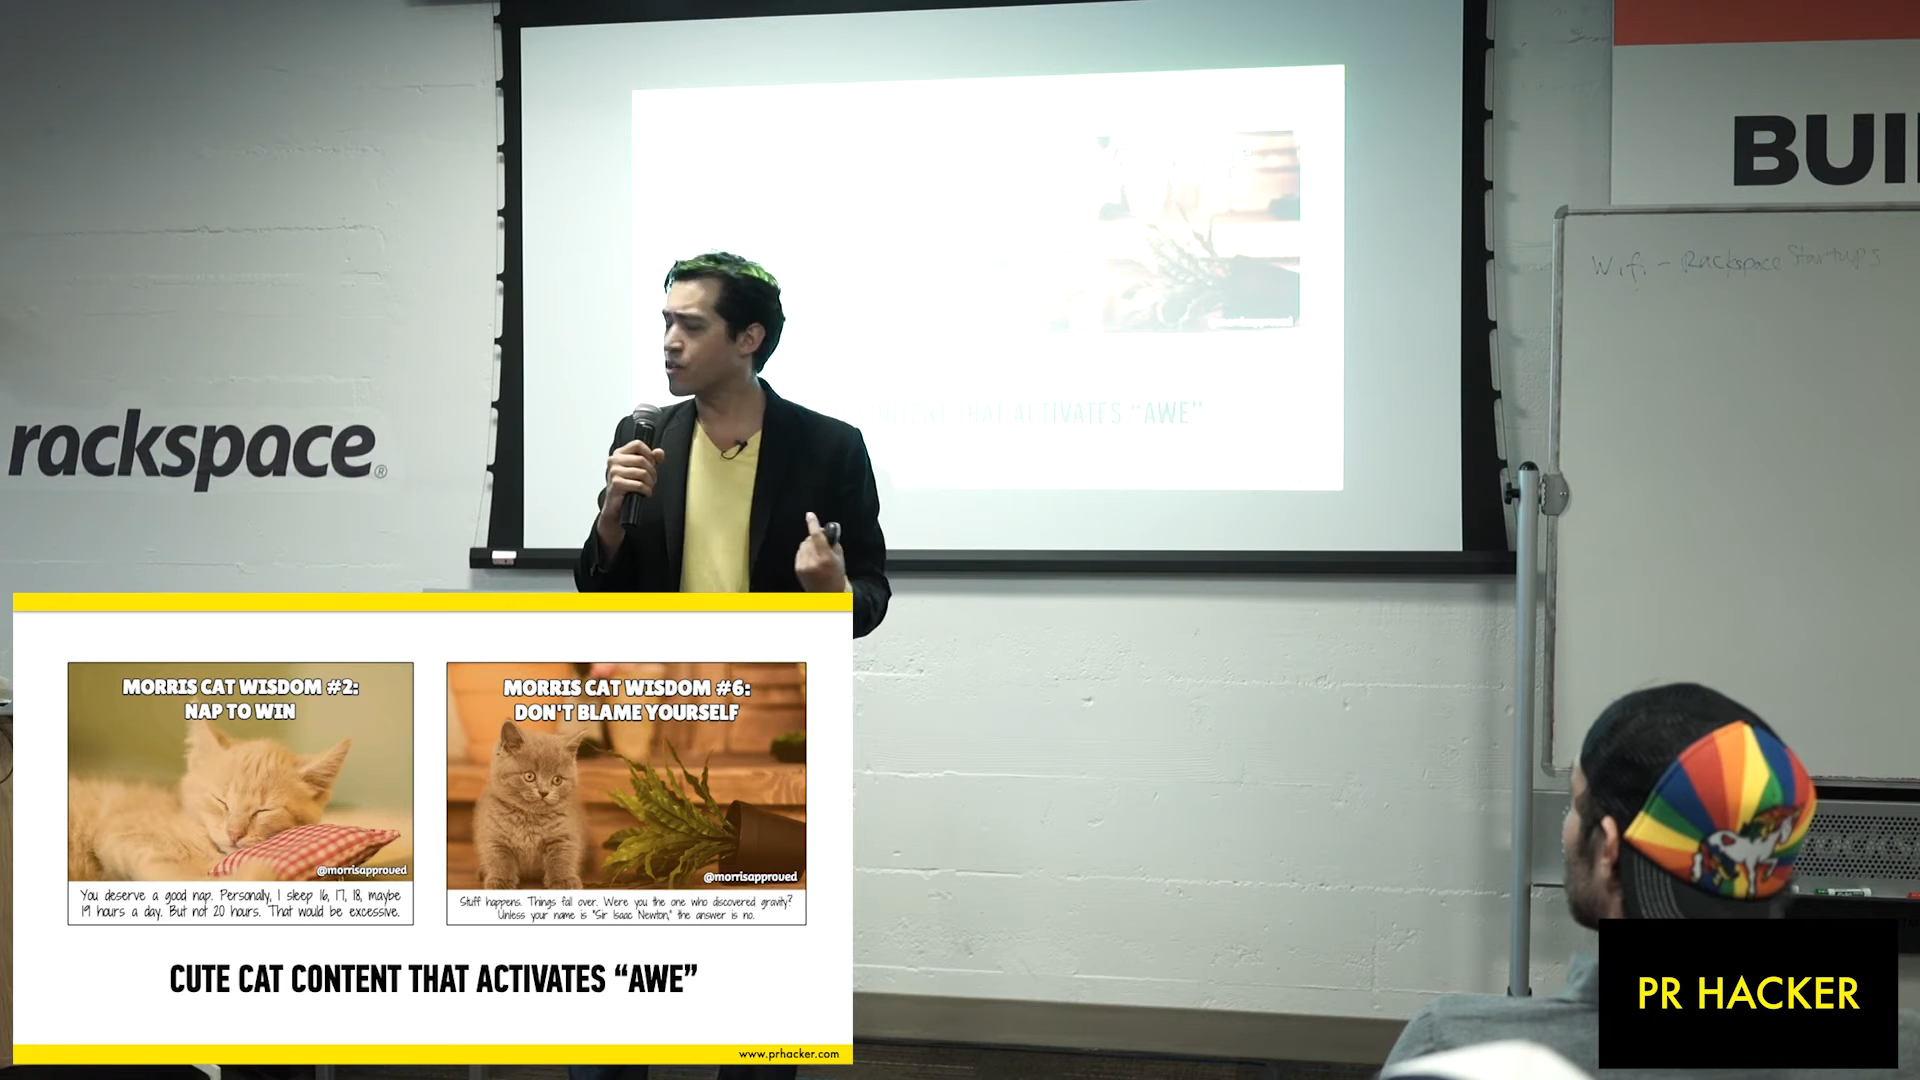 BUI
Wifi - Rackspace Startups
rackspace®
NTENT THAT ACTIVATES “AWE”
MORRIS CAT WISDOM #2:
NAP TO WIN
@morrisapproved
You deserve a good nap. Personally, I sleep 16, 17, 18, maybe
19 hours a day. But not 20 hours. That would be excessive.
MORRIS CAT WISDOM #6:
DON'T BLAME YOURSELF
@morrisapproved
Stuff happens. Things fall over. Were you the one who discovered gravity?
Unless your name is "Sir Isaac Newton," the answer is no.
CUTE CAT CONTENT THAT ACTIVATES “AWE”
www.prhacker.com
PR HACKER